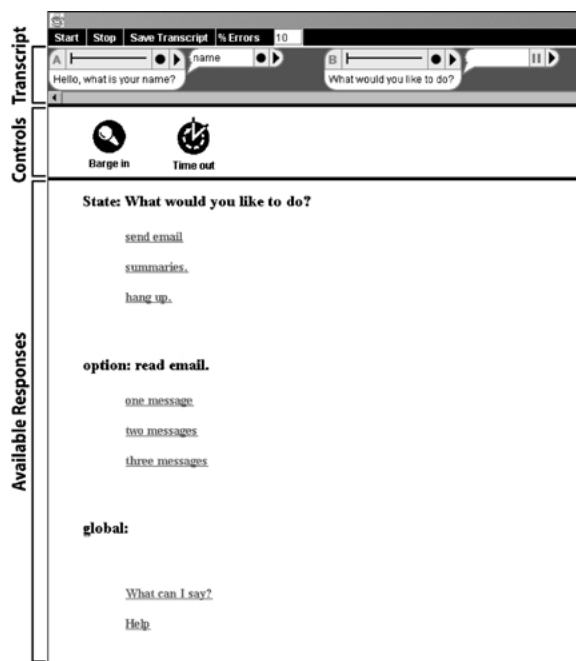 Start Stop Save Transcript % Errors 10
Transcript
A name B
Hello, what is your name? What would you like to do?
Controls
Barge in Time out
Available Responses
State: What would you like to do?
send email
summaries.
hang up.
option: read email.
one message
two messages
three messages
global:
What can I say?
Help